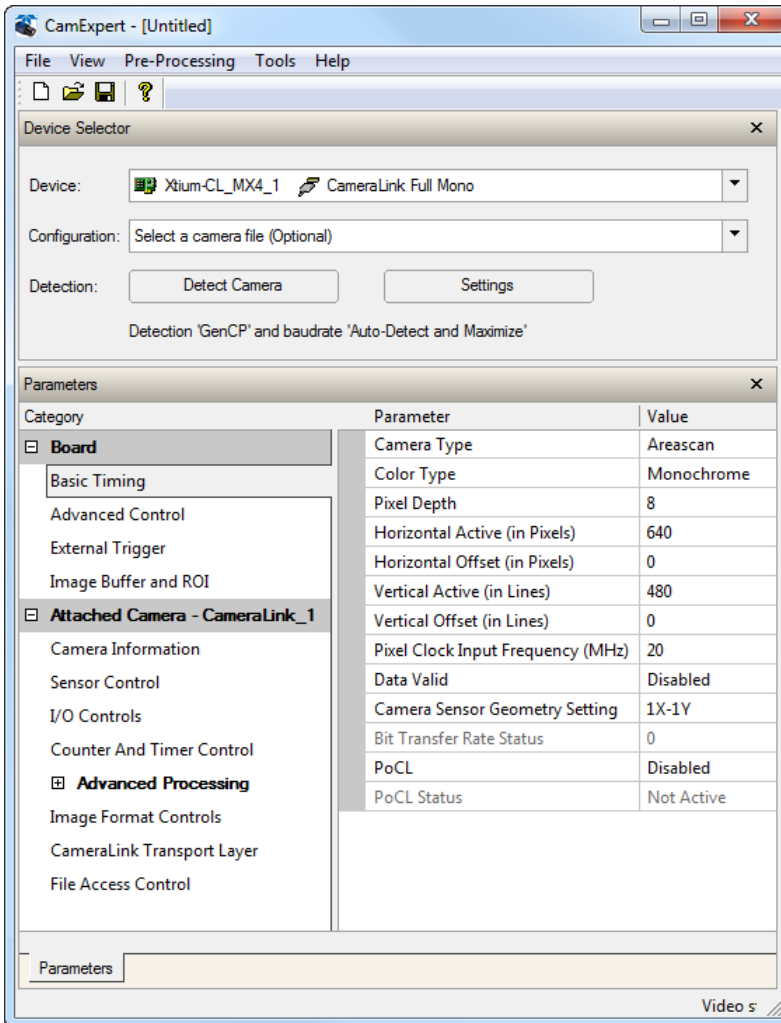 CamExpert - [Untitled]
File View Pre-Processing Tools Help
Device Selector
Device: Xtium-CL_MX4_1 CameraLink Full Mono
Configuration: Select a camera file (Optional)
Detection: Detect Camera Settings
Detection 'GenCP' and baudrate 'Auto-Detect and Maximize'
Parameters
Category Parameter Value
Board Camera Type Areascan
Basic Timing Color Type Monochrome
Advanced Control Pixel Depth 8
External Trigger Horizontal Active (in Pixels) 640
Image Buffer and ROI Horizontal Offset (in Pixels) 0
Vertical Active (in Lines) 480
Attached Camera - CameraLink_1 Vertical Offset (in Lines) 0
Camera Information Pixel Clock Input Frequency (MHz) 20
Sensor Control Data Valid Disabled
I/O Controls Camera Sensor Geometry Setting 1X-1Y
Counter And Timer Control Bit Transfer Rate Status 0
Advanced Processing PoCL Disabled
PoCL Status Not Active
Image Format Controls
CameraLink Transport Layer
File Access Control
Parameters
Video s